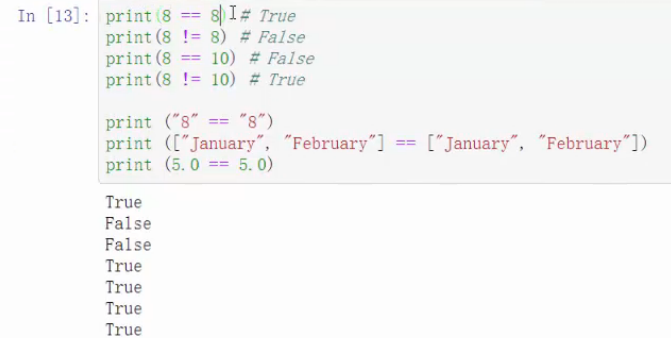 In [13]: print(8 == 8) # True
print(8 != 8) # False
print(8 == 10) # False
print(8 != 10) # True
print ("8" == "8")
print (["January", "February"] == ["January", "February"])
print (5.0 == 5.0)
True
False
False
True
True
True
True